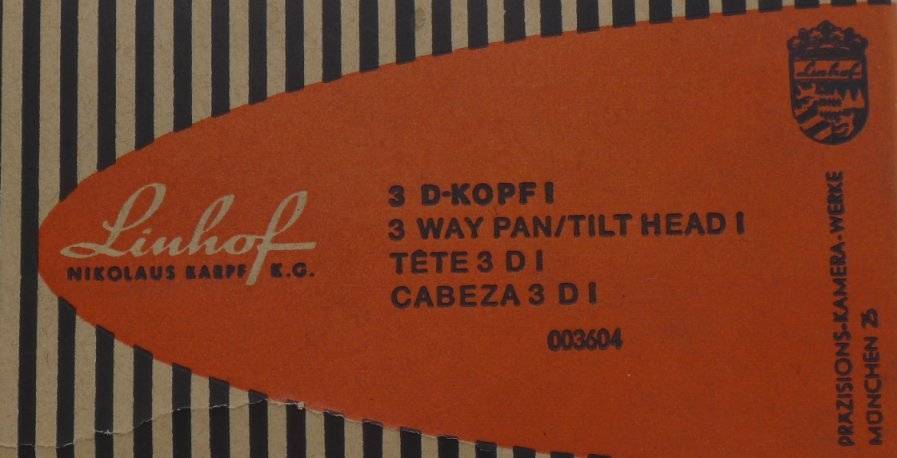 Linhof
NIKOLAUS KARPF K.G.
3 D-KOPF I
3 WAY PAN/TILT HEAD I
TÊTE 3 D I
CABEZA 3 D I
003604
Linhof
PRÄZISIONS-KAMERA-WERKE
MÜNCHEN 25